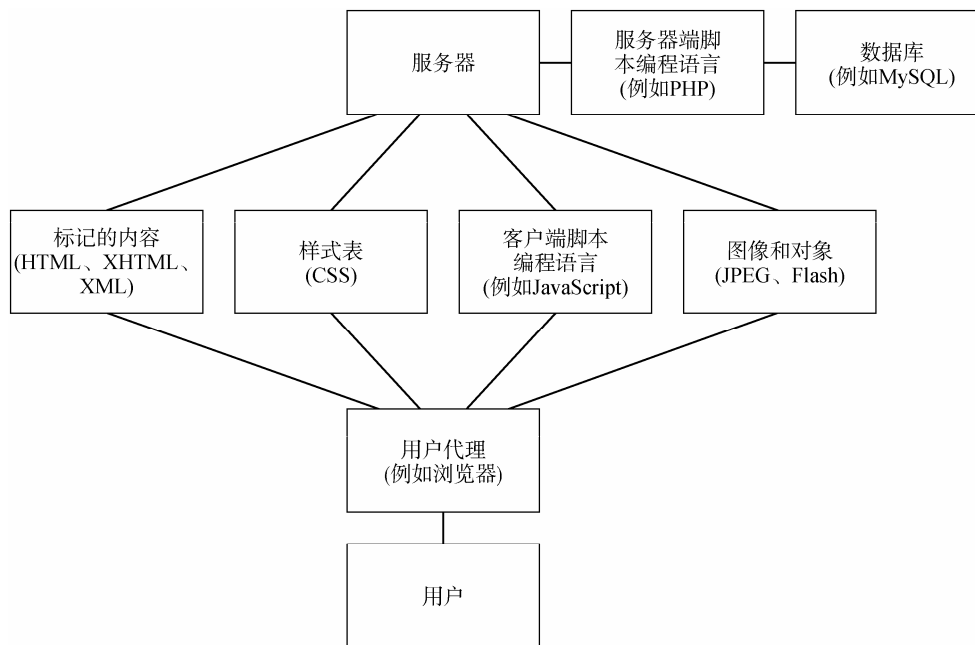 服务器
服务器端脚
本编程语言
(例如PHP)
数据库
(例如MySQL)
标记的内容
(HTML、XHTML、
XML)
样式表
(CSS)
客户端脚本
编程语言
(例如JavaScript)
图像和对象
(JPEG、Flash)
用户代理
(例如浏览器)
用户